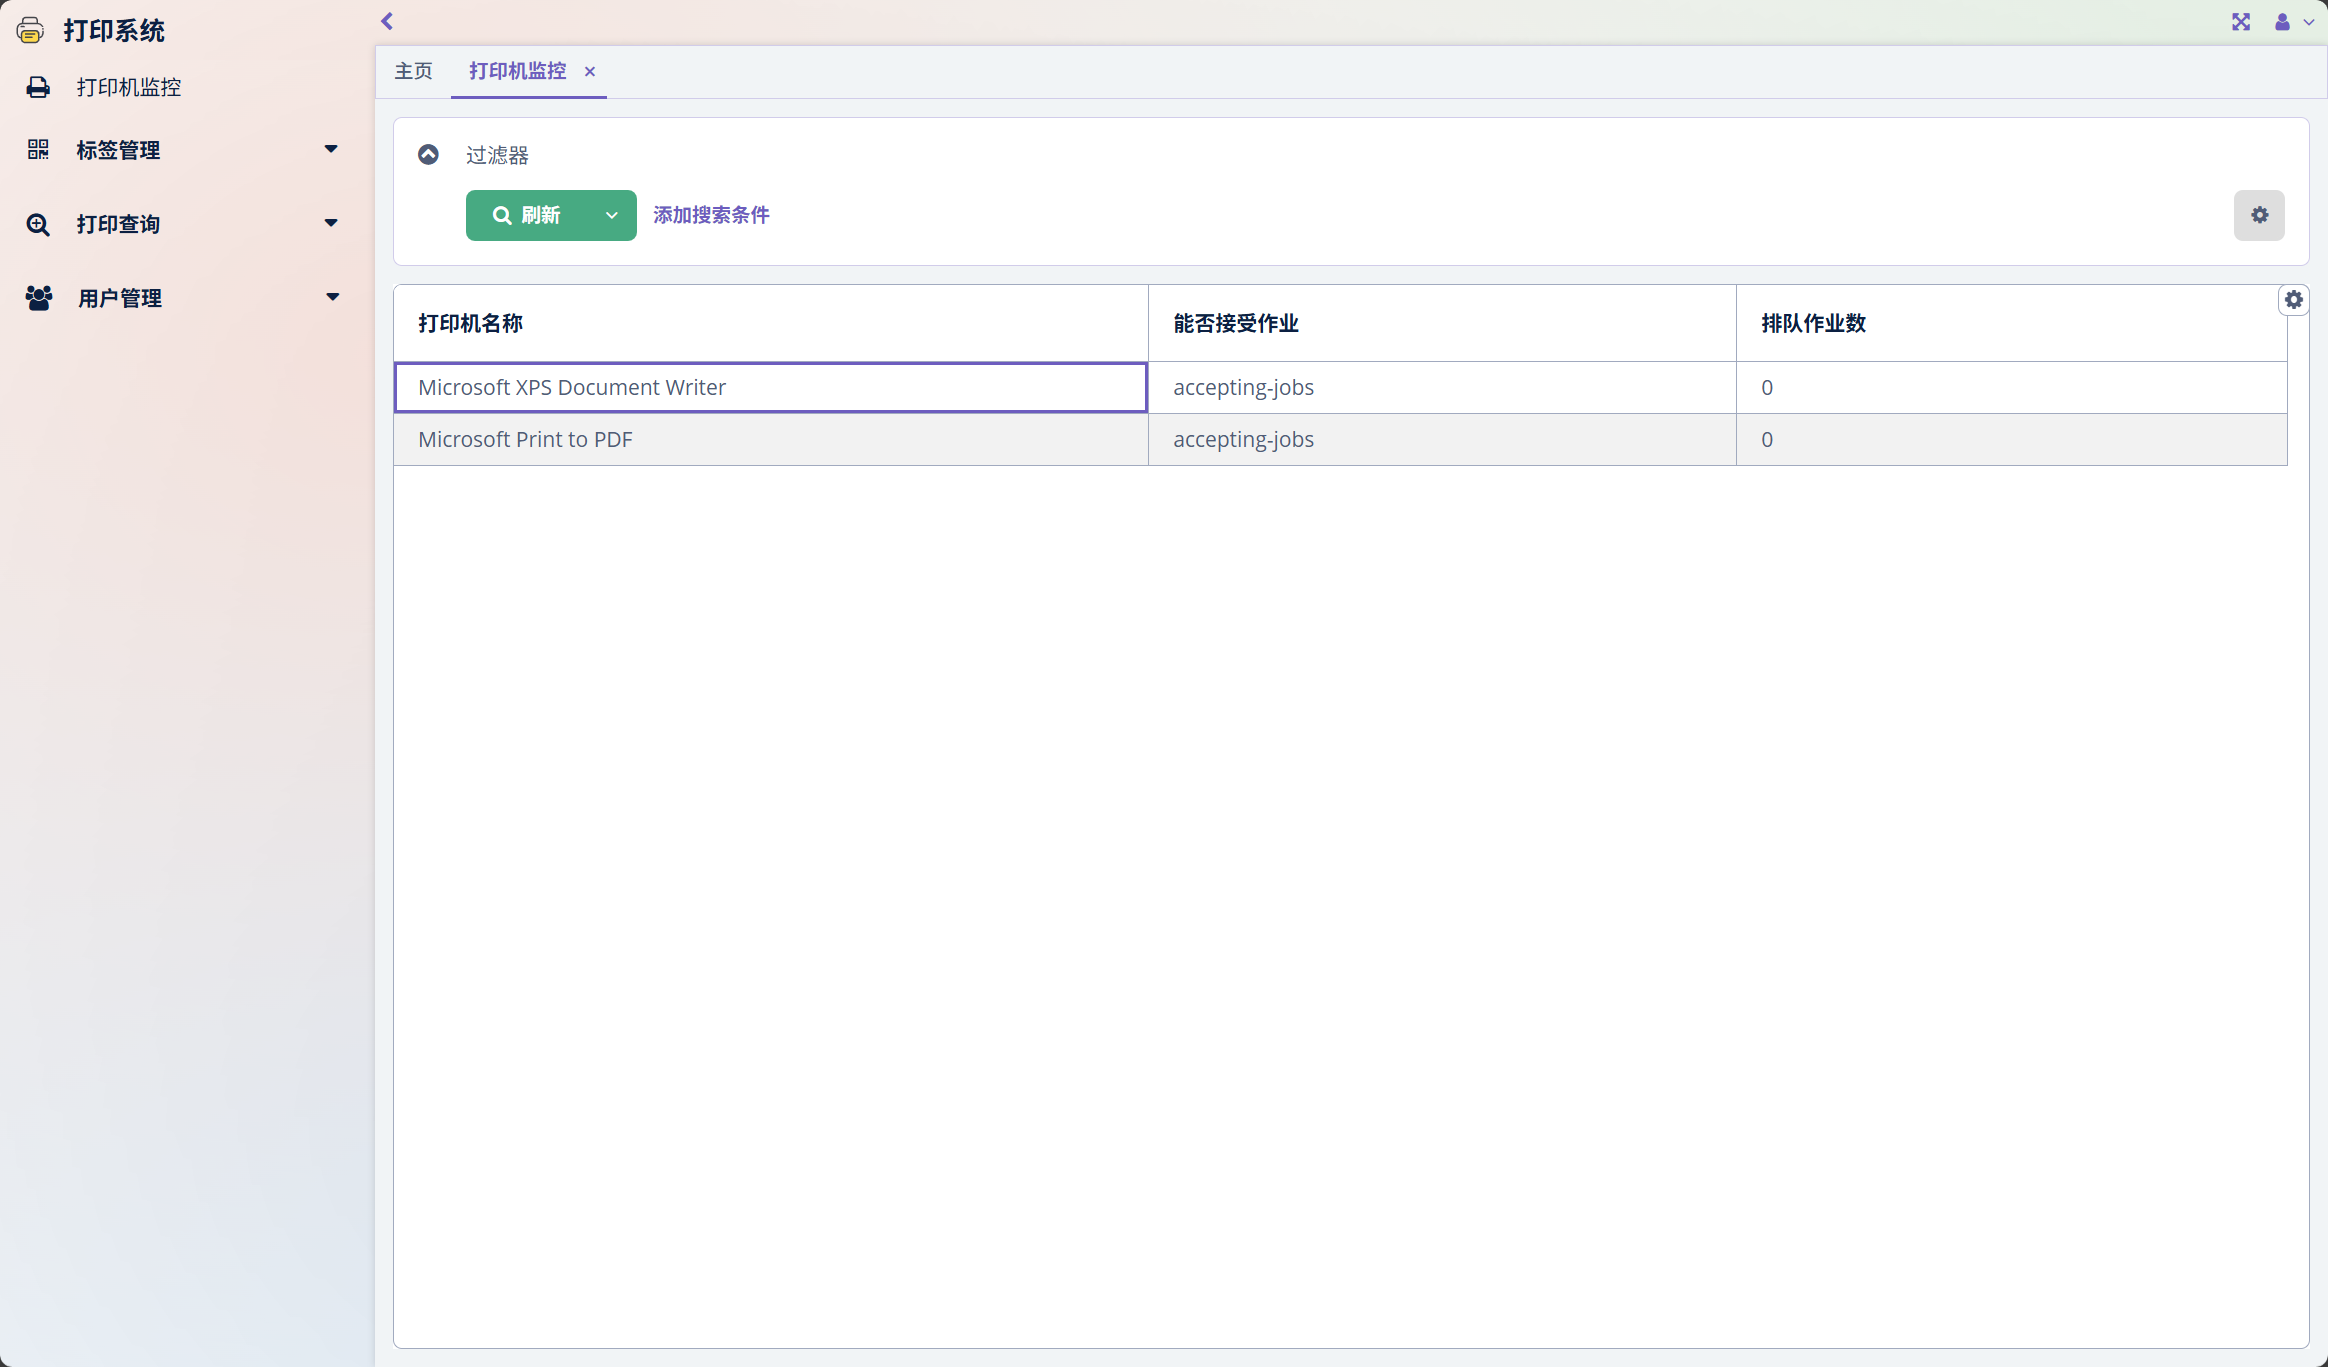 打印系统
打印机监控
标签管理
打印查询
用户管理
主页 打印机监控
过滤器
刷新 添加搜索条件
打印机名称 能否接受作业 排队作业数
Microsoft XPS Document Writer accepting-jobs 0
Microsoft Print to PDF accepting-jobs 0